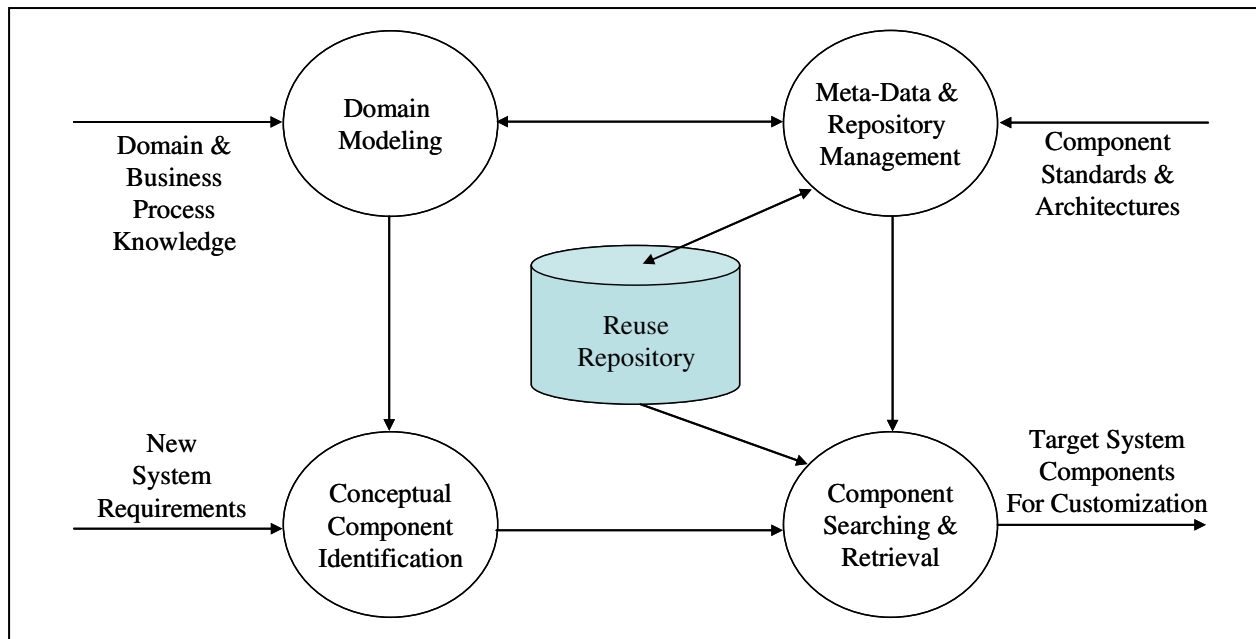 Domain
Modeling
Meta-Data &
Repository
Management
Domain &
Business
Process
Knowledge
Component
Standards &
Architectures
Reuse
Repository
New
System
Requirements
Conceptual
Component
Identification
Component
Searching &
Retrieval
Target System
Components
For Customization